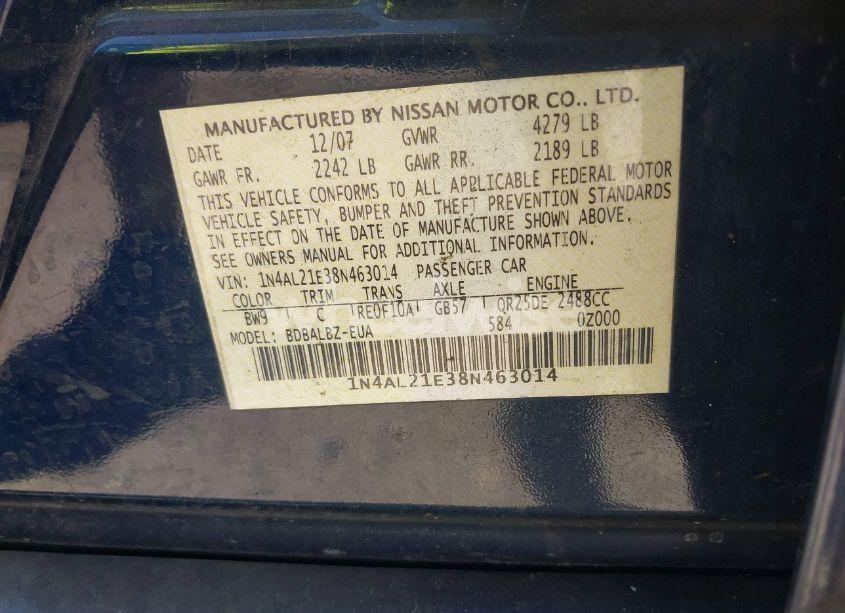 MANUFACTURED BY NISSAN MOTOR CO., LTD.
DATE 12/07 GVWR 4279 LB
GAWR FR. 2242 LB GAWR RR. 2189 LB
THIS VEHICLE CONFORMS TO ALL APPLICABLE FEDERAL MOTOR
VEHICLE SAFETY, BUMPER AND THEFT PREVENTION STANDARDS
IN EFFECT ON THE DATE OF MANUFACTURE SHOWN ABOVE.
SEE OWNERS MANUAL FOR ADDITIONAL INFORMATION.
VIN: 1N4AL21E38N463014 PASSENGER CAR
COLOR TRIM TRANS AXLE ENGINE
BW9 C RE0F10A GB57 QR25DE 2488CC
MODEL: BDBALBZ-EUA 584 0Z000
1N4AL21E38N463014